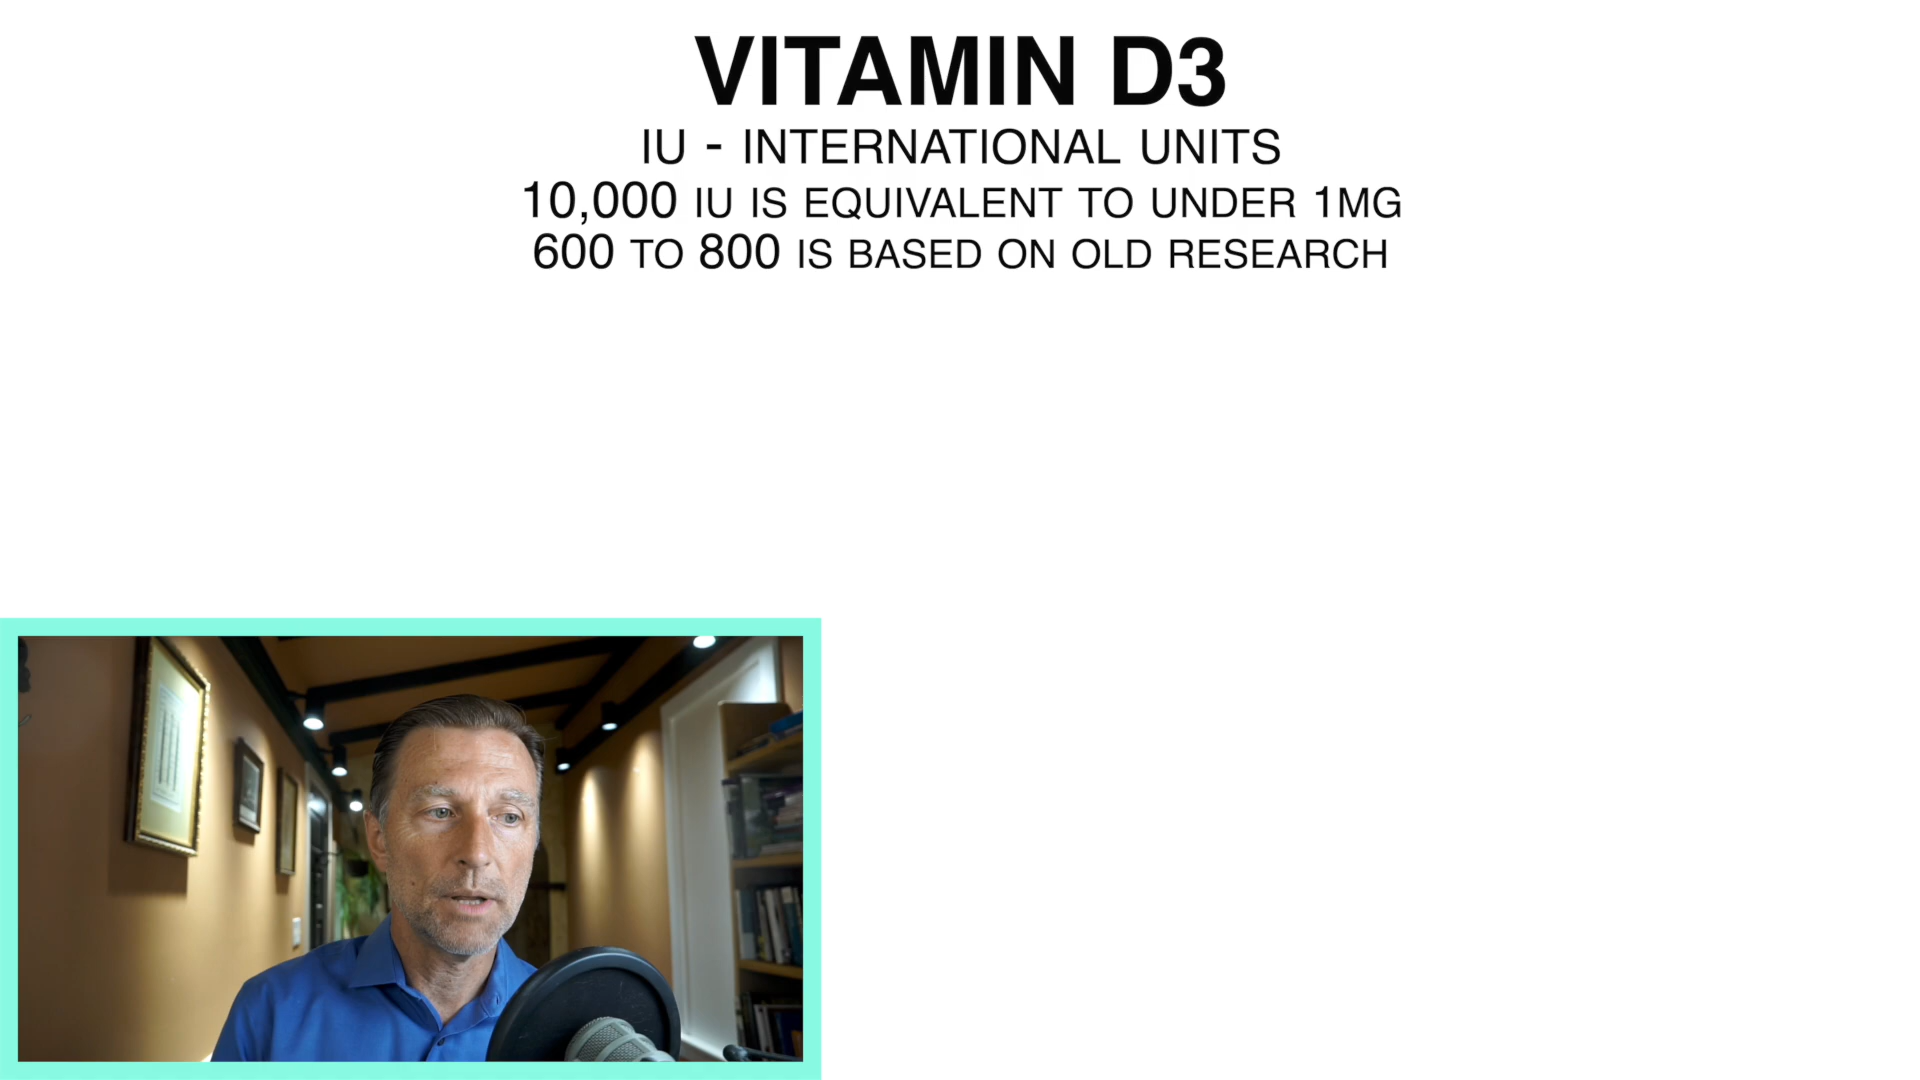 VITAMIN D3
IU - INTERNATIONAL UNITS
10,000 IU IS EQUIVALENT TO UNDER 1MG
600 TO 800 IS BASED ON OLD RESEARCH